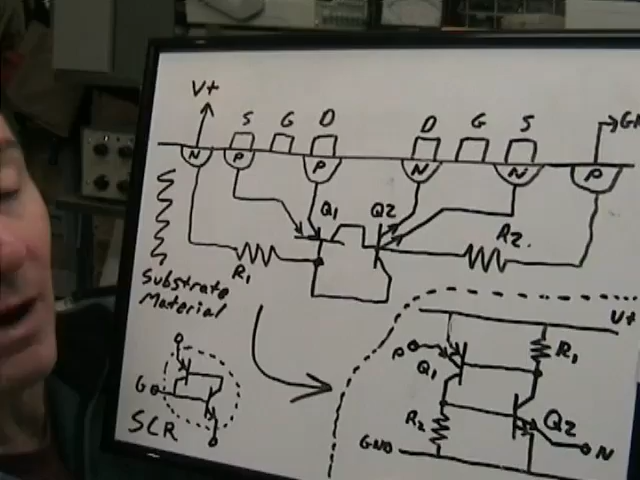 V+
S G D D G S
N P P N N P
Q1 Q2
R1
R2.
Substrate
Material
V+
P
Q1
R1
R2
Q2
G
GND
N
SCR